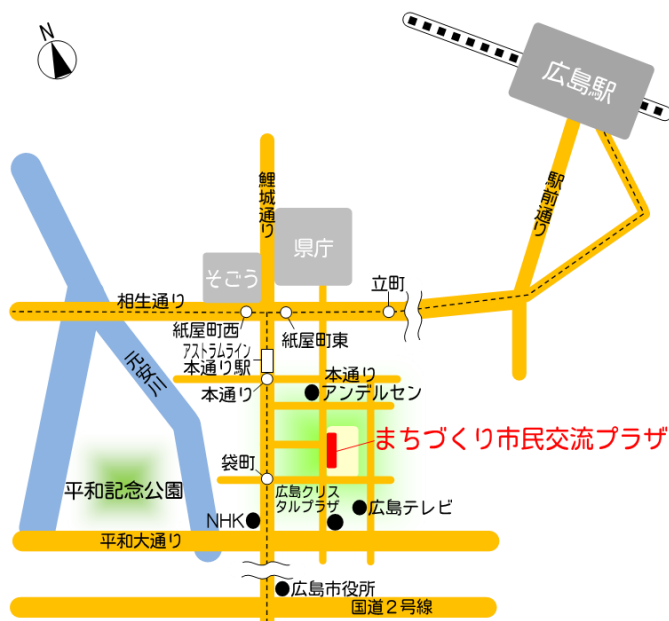 N
広島駅
鯉城通り
県庁
駅前通り
そごう
立町
相生通り
紙屋町西
紙屋町東
アストラムライン
本通り駅
本通り
本通り
アンデルセン
元安川
まちづくり市民交流プラザ
袋町
平和記念公園
広島クリス
タルプラザ
広島テレビ
NHK
平和大通り
広島市役所
国道2号線